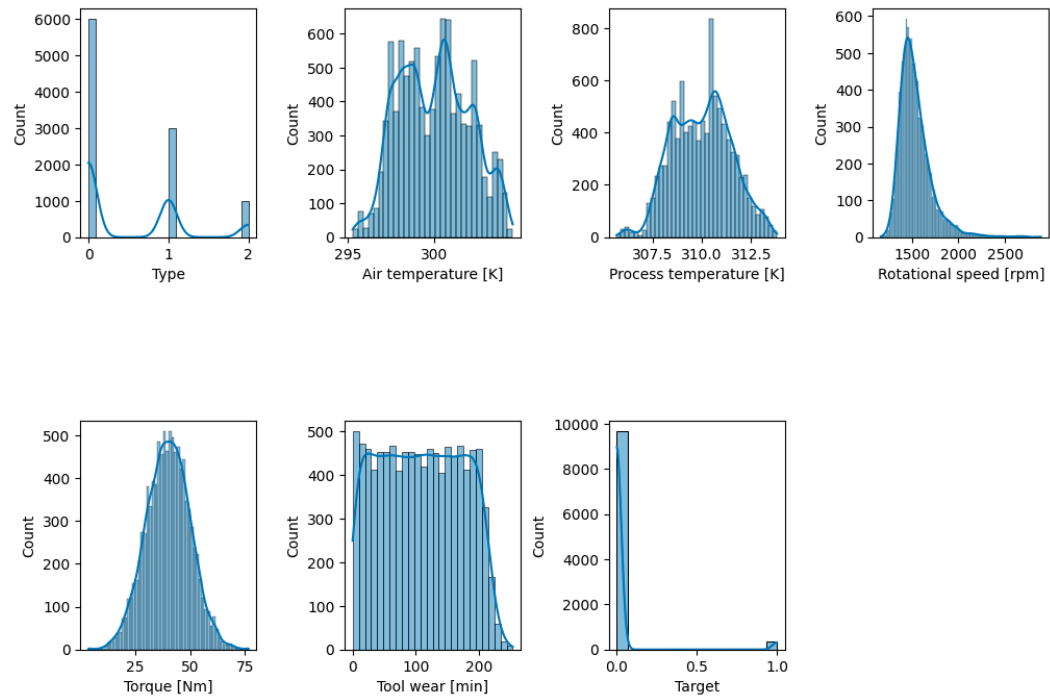 6000
5000
4000
3000
2000
1000
0
Count
0 1 2
Type
600
500
400
300
200
100
0
Count
295 300
Air temperature [K]
800
600
400
200
0
Count
307.5 310.0 312.5
Process temperature [K]
600
500
400
300
200
100
0
Count
1500 2000 2500
Rotational speed [rpm]
500
400
300
200
100
0
Count
25 50 75
Torque [Nm]
500
400
300
200
100
0
Count
0 100 200
Tool wear [min]
10000
8000
6000
4000
2000
0
Count
0.0 0.5 1.0
Target